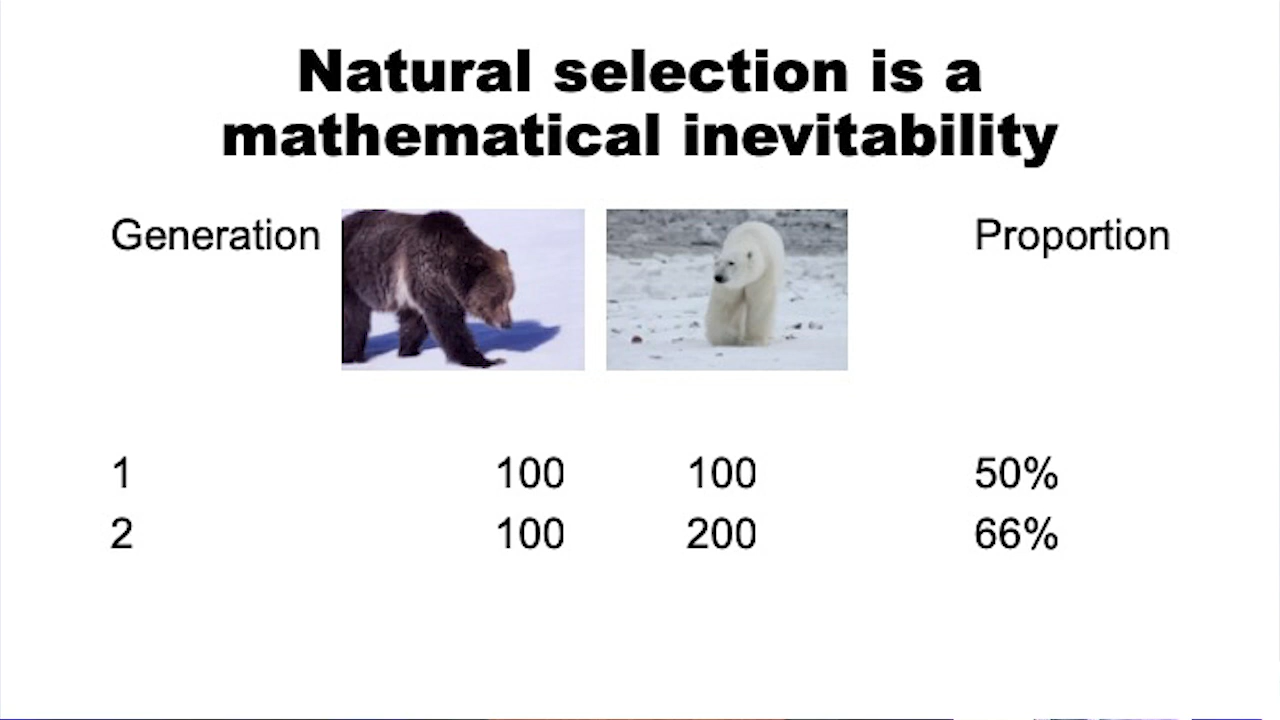 Natural selection is a
mathematical inevitability
Generation Proportion
1 100 100 50%
2 100 200 66%